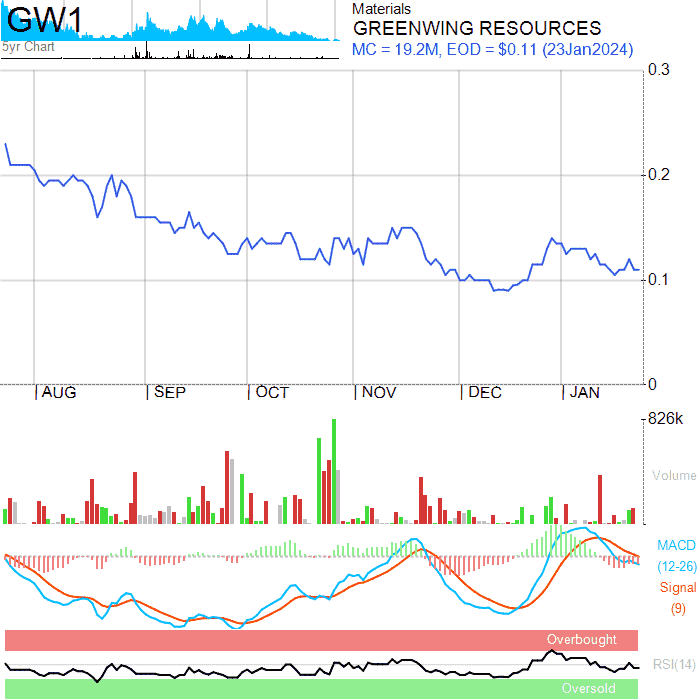 GW1
5yr Chart
Materials
GREENWING RESOURCES
MC = 19.2M, EOD = $0.11 (23Jan2024)
0.3
0.2
0.1
0
AUG
SEP
OCT
NOV
DEC
JAN
826k
Volume
MACD
(12-26)
Signal
(9)
Overbought
RSI(14)
Oversold